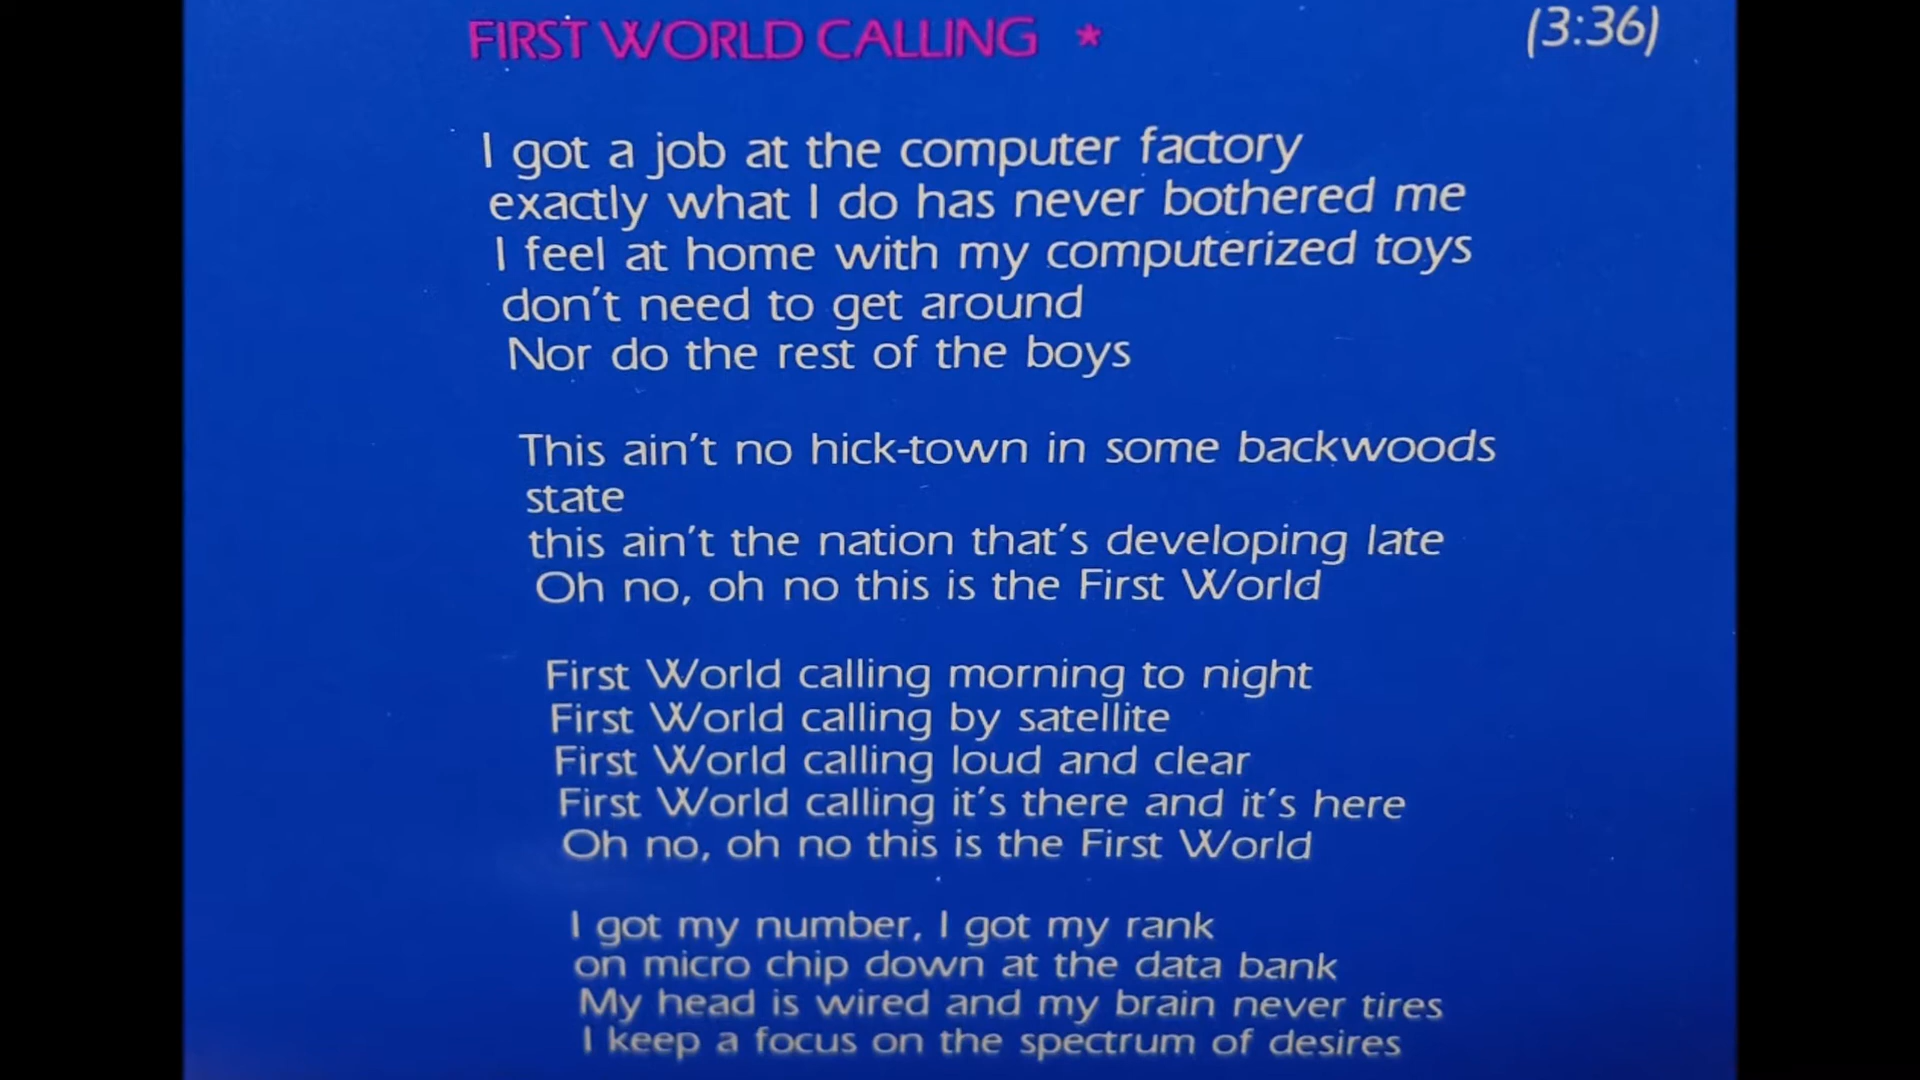 FIRST WORLD CALLING * (3:36)
I got a job at the computer factory
exactly what I do has never bothered me
I feel at home with my computerized toys
don't need to get around
Nor do the rest of the boys
This ain't no hick-town in some backwoods
state
this ain't the nation that's developing late
Oh no, oh no this is the First World
First World calling morning to night
First World calling by satellite
First World calling loud and clear
First World calling it's there and it's here
Oh no, oh no this is the First World
I got my number, I got my rank
on micro chip down at the data bank
My head is wired and my brain never tires
I keep a focus on the spectrum of desires